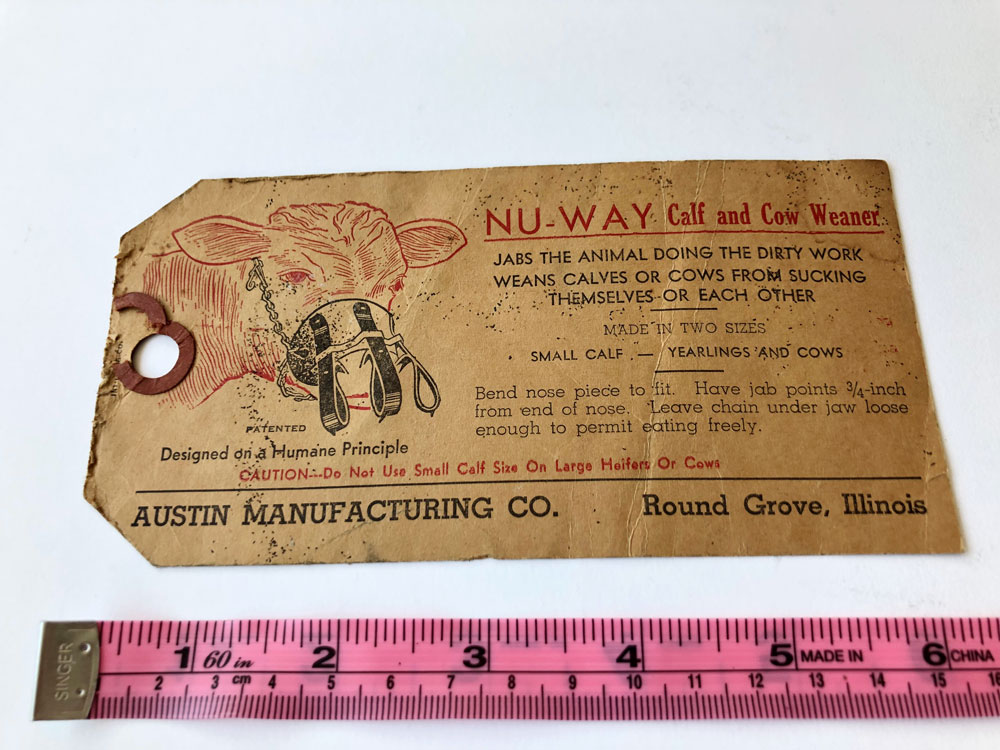 NU-WAY Calf and Cow Weaner
JABS THE ANIMAL DOING THE DIRTY WORK
WEANS CALVES OR COWS FROM SUCKING
THEMSELVES OR EACH OTHER
MADE IN TWO SIZES
SMALL CALF — YEARLINGS AND COWS
Bend nose piece to fit. Have jab points 3/4-inch
from end of nose. Leave chain under jaw loose
enough to permit eating freely.
PATENTED
Designed on a Humane Principle
CAUTION--Do Not Use Small Calf Size On Large Heifers Or Cows
AUSTIN MANUFACTURING CO. Round Grove, Illinois
SINGER
1 60 in 2 3 4 5 MADE IN 6 CHINA
2 3 cm 4 5 6 7 8 9 10 11 12 13 14 15 16